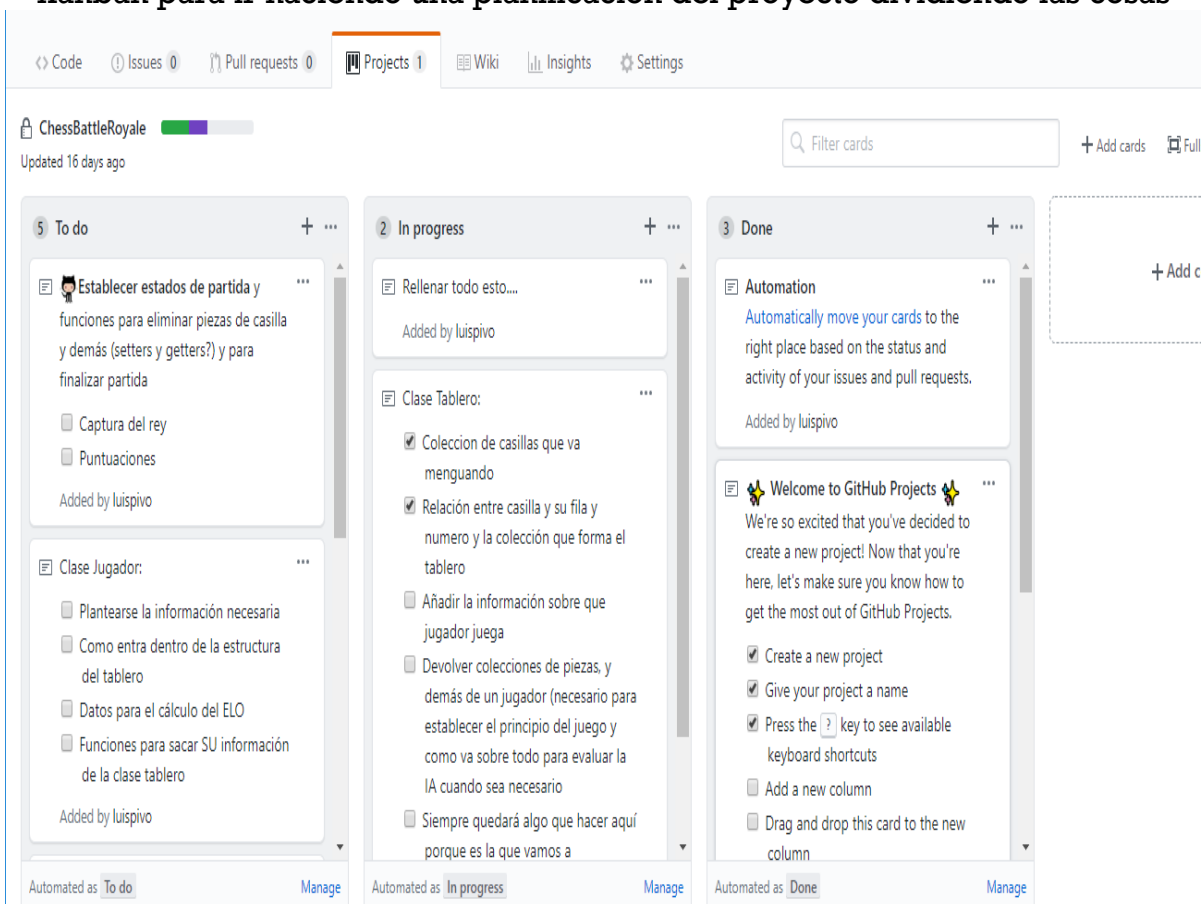 kanban para ir haciendo una planificación del proyecto dividiendo las cosas
Code Issues 0 Pull requests 0 Projects 1 Wiki Insights Settings
ChessBattleRoyale
Updated 16 days ago
Filter cards
Add cards
Full
5 To do
Establecer estados de partida y
funciones para eliminar piezas de casilla
y demás (setters y getters?) y para
finalizar partida
Captura del rey
Puntuaciones
Added by luispivo
Clase Jugador:
Plantearse la información necesaria
Como entra dentro de la estructura
del tablero
Datos para el cálculo del ELO
Funciones para sacar SU información
de la clase tablero
Added by luispivo
Automated as To do Manage
2 In progress
Rellenar todo esto....
Added by luispivo
Clase Tablero:
Coleccion de casillas que va
menguando
Relación entre casilla y su fila y
numero y la colección que forma el
tablero
Añadir la información sobre que
jugador juega
Devolver colecciones de piezas, y
demás de un jugador (necesario para
establecer el principio del juego y
como va sobre todo para evaluar la
IA cuando sea necesario
Siempre quedará algo que hacer aquí
porque es la que vamos a
Automated as In progress Manage
3 Done
Automation
Automatically move your cards to the
right place based on the status and
activity of your issues and pull requests.
Added by luispivo
Welcome to GitHub Projects
We're so excited that you've decided to
create a new project! Now that you're
here, let's make sure you know how to
get the most out of GitHub Projects.
Create a new project
Give your project a name
Press the ? key to see available
keyboard shortcuts
Add a new column
Drag and drop this card to the new
column
Automated as Done Manage
+ Add c